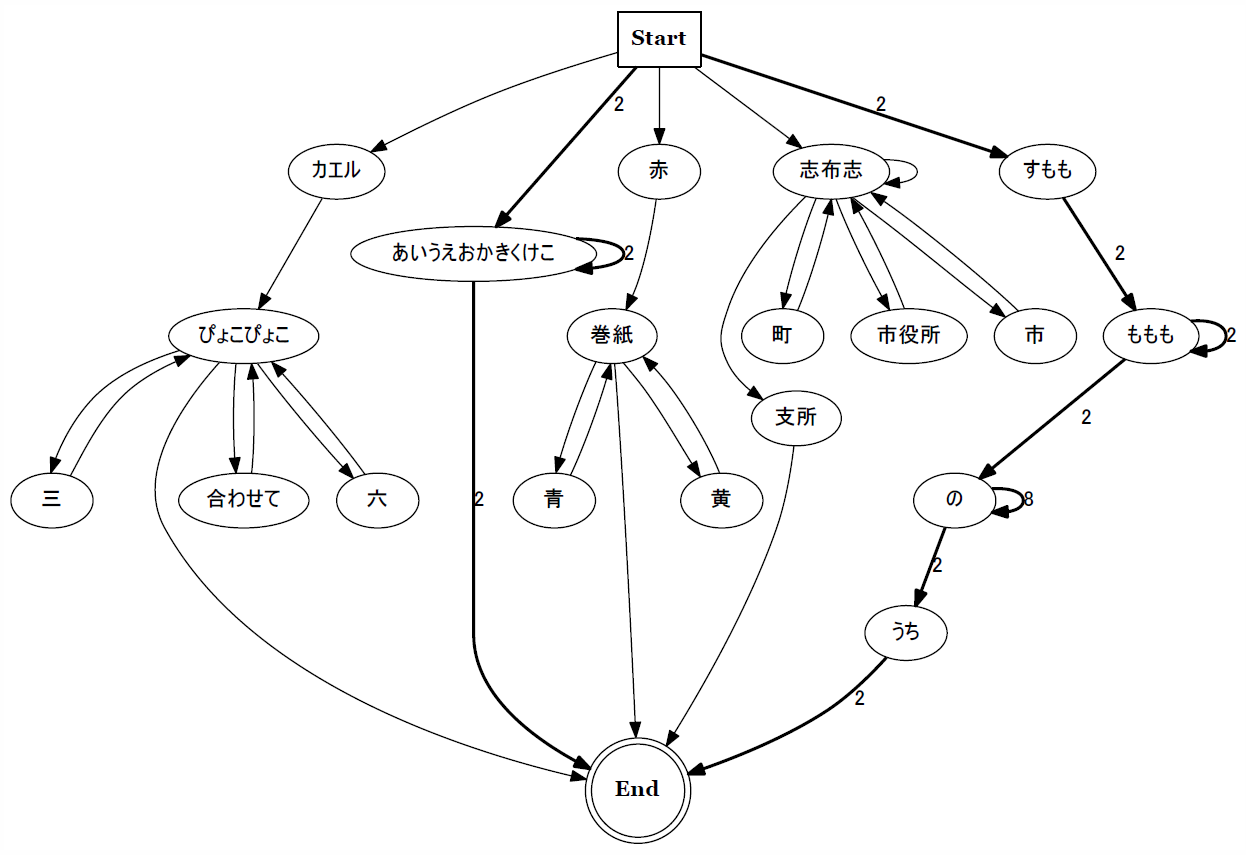 Start
2
2
カエル
赤
志布志
すもも
あいうえおかきくけこ
2
2
ぴょこぴょこ
巻紙
町
市役所
市
ももも
2
支所
2
三
合わせて
六
2
青
黄
の
8
2
うち
2
End